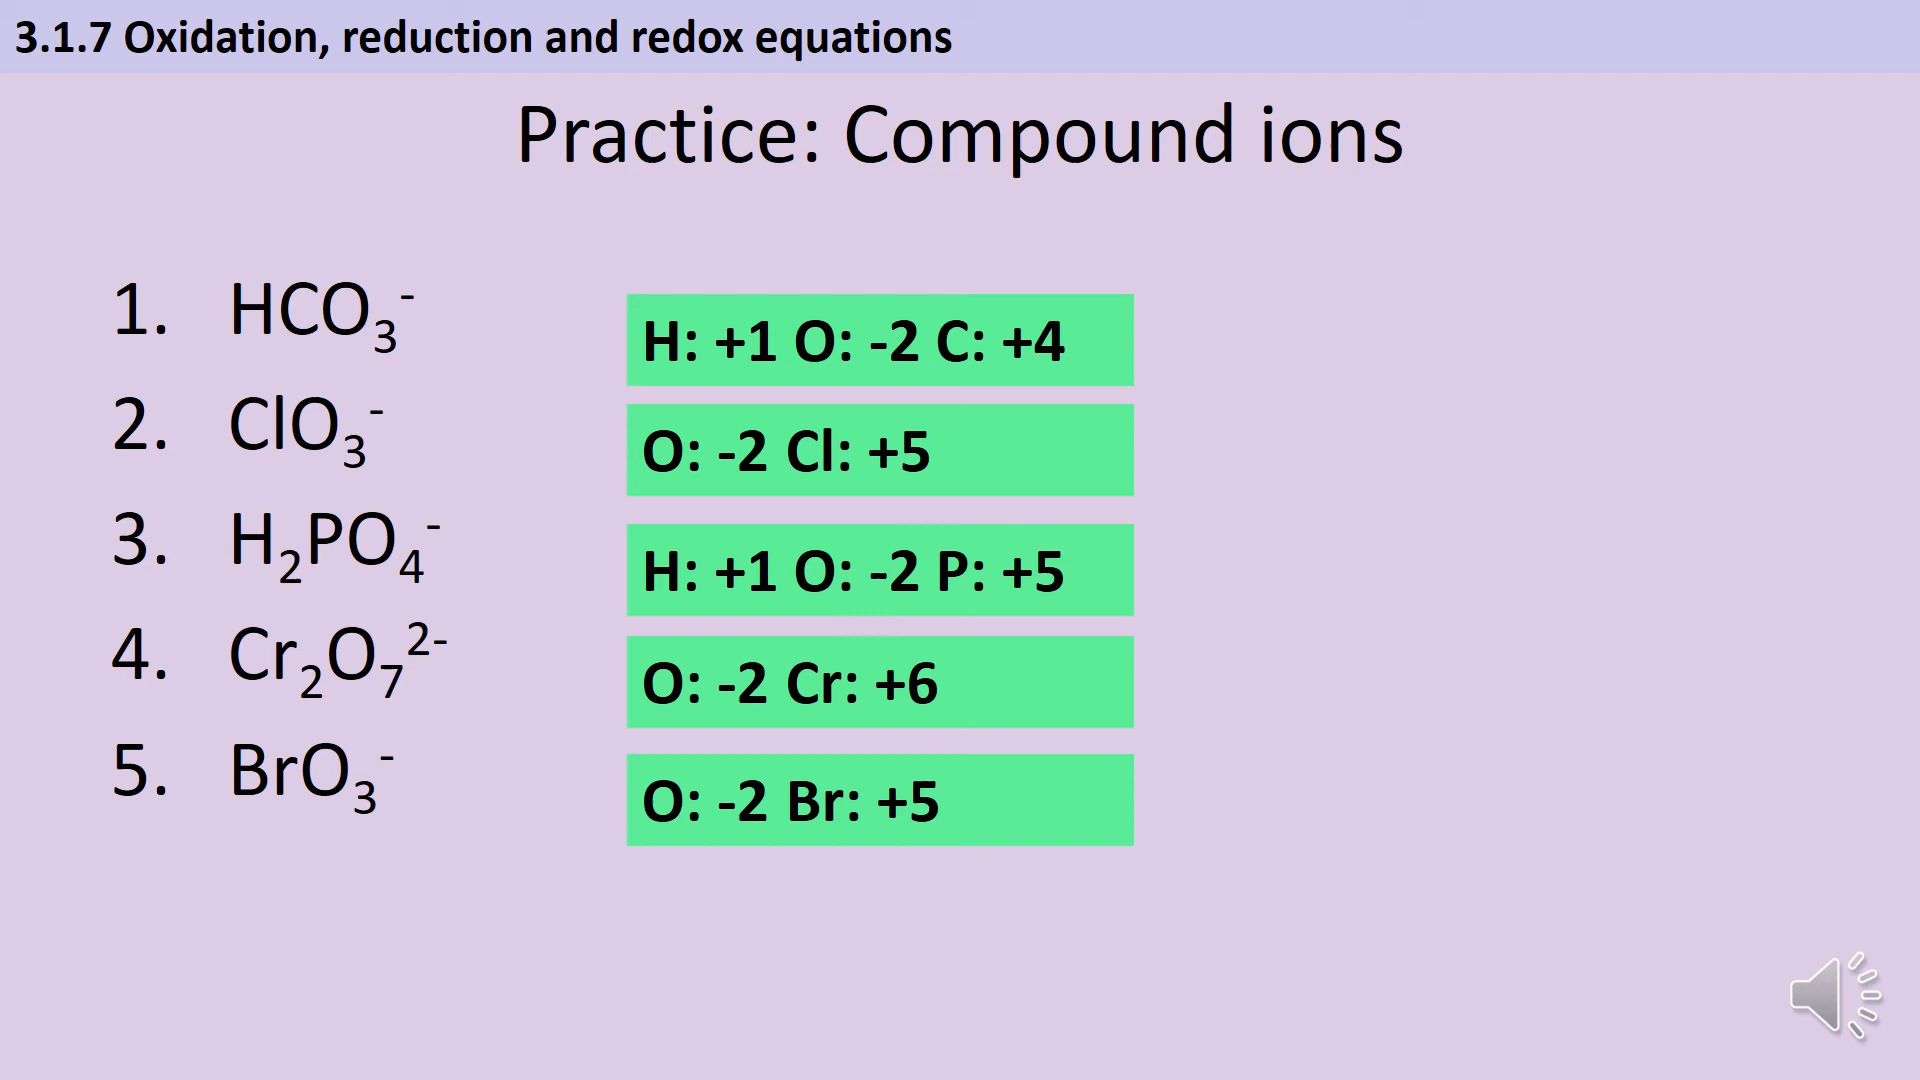 3.1.7 Oxidation, reduction and redox equations
Practice: Compound ions
1. HCO₃⁻
H: +1 O: -2 C: +4
2. ClO₃⁻
O: -2 Cl: +5
3. H₂PO₄⁻
H: +1 O: -2 P: +5
4. Cr₂O₇²⁻
O: -2 Cr: +6
5. BrO₃⁻
O: -2 Br: +5